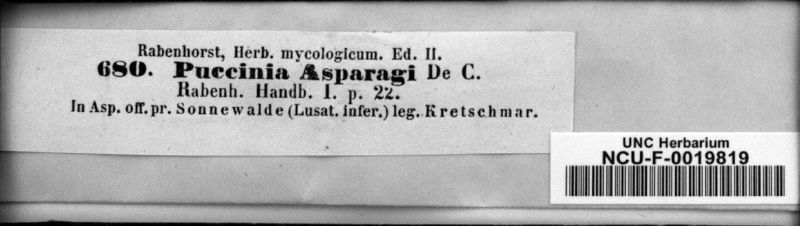 Rabenhorst, Herb. mycologicum. Ed. II.
680. Puccinia Asparagi De C.
Rabenh. Handb. I. p. 22.
In Asp. off. pr. Sonnewalde (Lusat. infer.) leg. Kretschmar.
UNC Herbarium
NCU-F-0019819